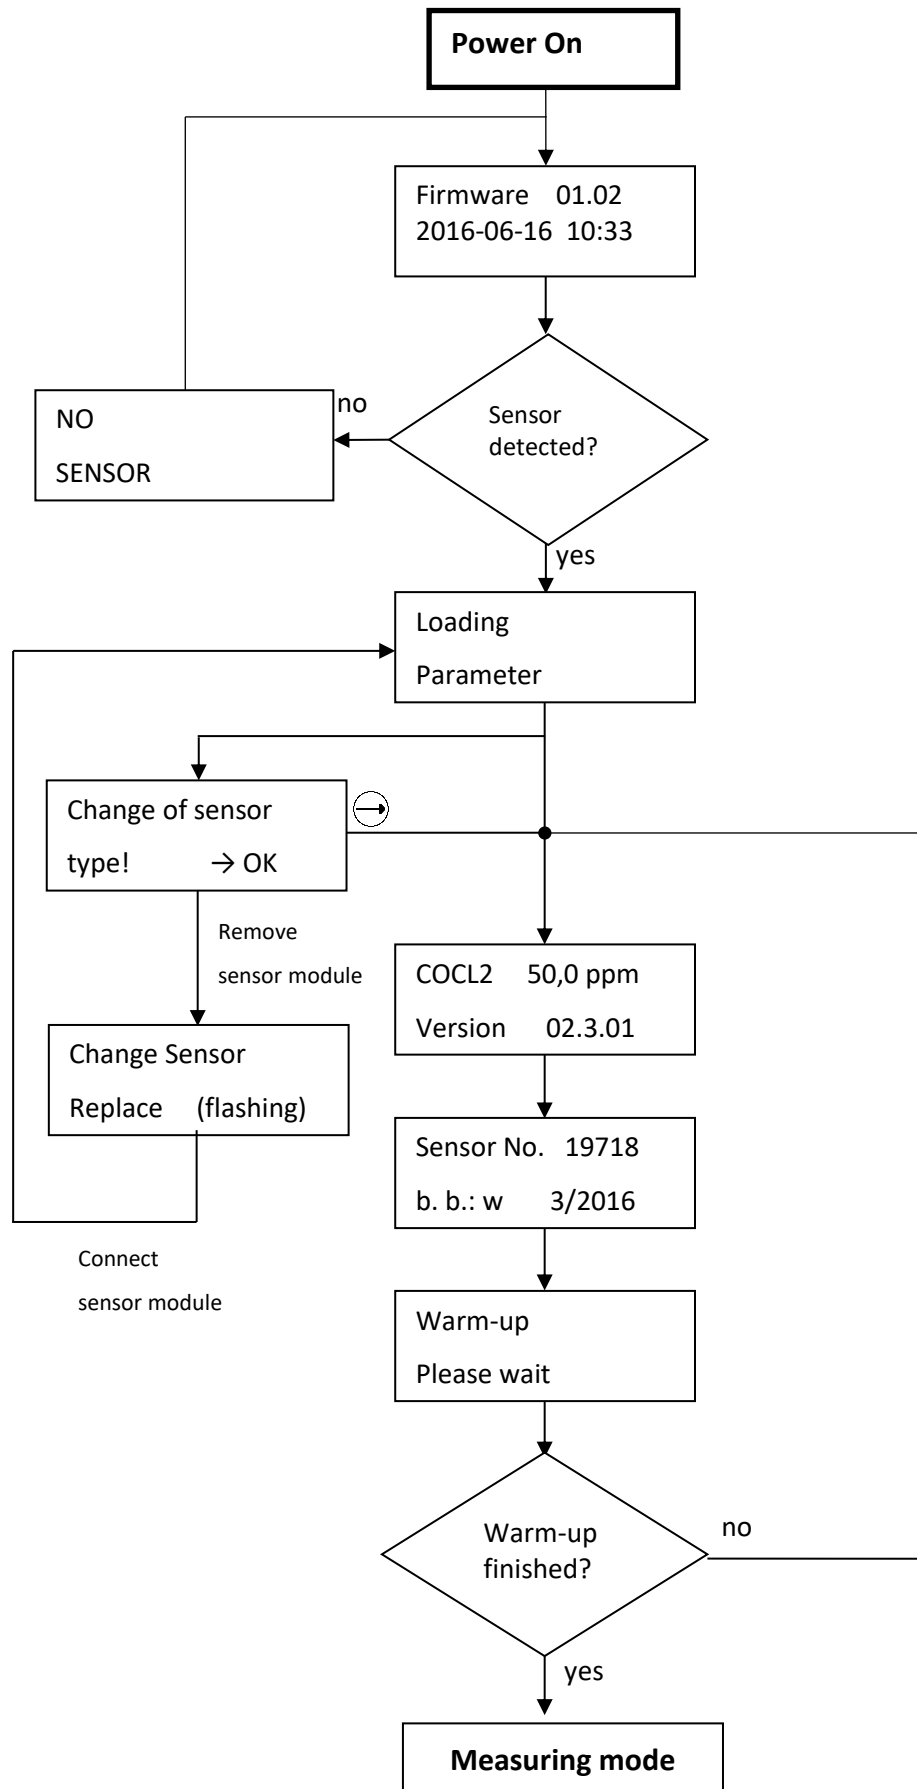 Power On
Firmware 01.02
2016-06-16 10:33
Sensor
detected?
no
NO
SENSOR
yes
Loading
Parameter
Change of sensor
type! → OK
Remove
sensor module
Change Sensor
Replace (flashing)
Connect
sensor module
COCL2 50,0 ppm
Version 02.3.01
Sensor No. 19718
b. b.: w 3/2016
Warm-up
Please wait
Warm-up
finished?
no
yes
Measuring mode